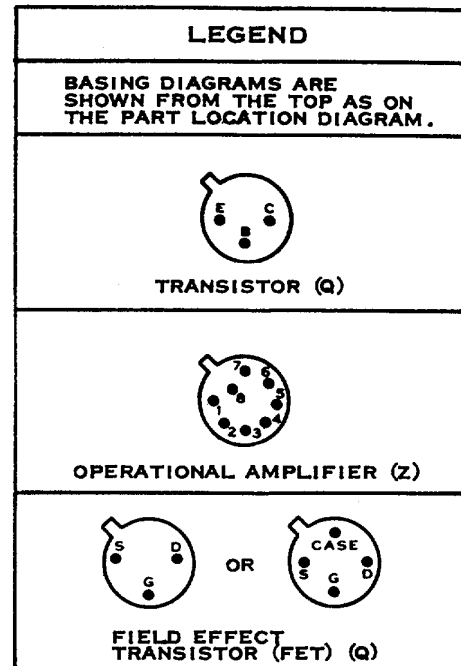 LEGEND
BASING DIAGRAMS ARE
SHOWN FROM THE TOP AS ON
THE PART LOCATION DIAGRAM.
E C
B
TRANSISTOR (Q)
7 6
8 5
1 4
2 3
OPERATIONAL AMPLIFIER (Z)
S D
G
OR
CASE
S D
G
FIELD EFFECT
TRANSISTOR (FET) (Q)